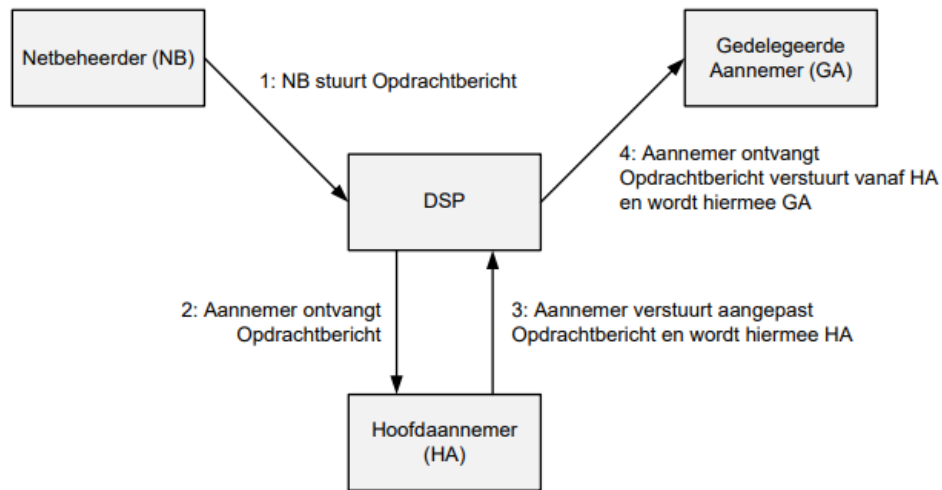 Netbeheerder (NB)
Gedelegeerde
Aannemer (GA)
1: NB stuurt Opdrachtbericht
4: Aannemer ontvangt
Opdrachtbericht verstuurt vanaf HA
en wordt hiermee GA
DSP
2: Aannemer ontvangt
Opdrachtbericht
3: Aannemer verstuurt aangepast
Opdrachtbericht en wordt hiermee HA
Hoofdaannemer
(HA)